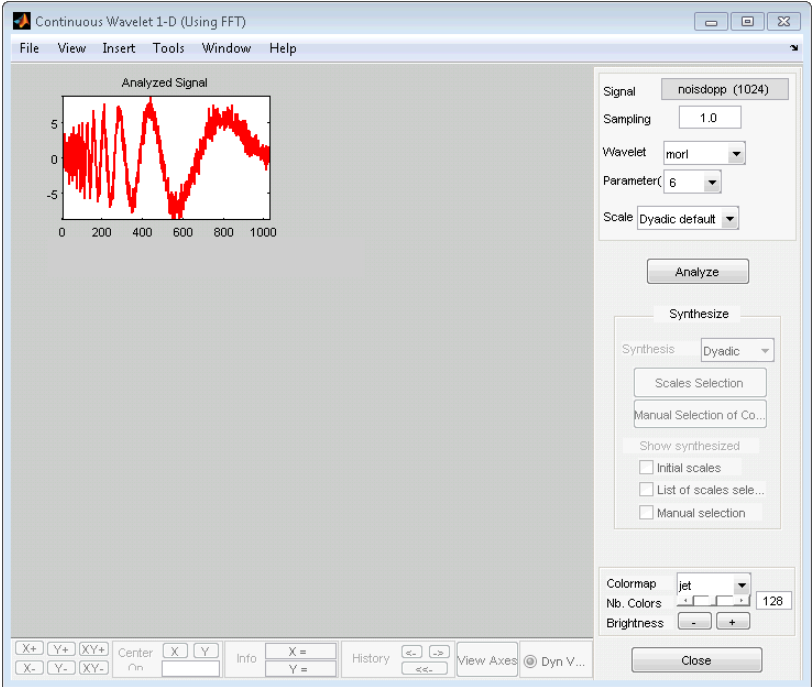 Continuous Wavelet 1-D (Using FFT)
File View Insert Tools Window Help
Analyzed Signal
5
0
-5
0 200 400 600 800 1000
Signal noisdopp (1024)
Sampling 1.0
Wavelet morl
Parameter( 6
Scale Dyadic default
Analyze
Synthesize
Synthesis Dyadic
Scales Selection
Manual Selection of Co...
Show synthesized
Initial scales
List of scales sele...
Manual selection
Colormap jet
Nb. Colors 128
Brightness - +
X+ Y+ XY+ Center X Y Info X = History <- -> View Axes Dyn V...
X- Y- XY- On Y = <<-
Close